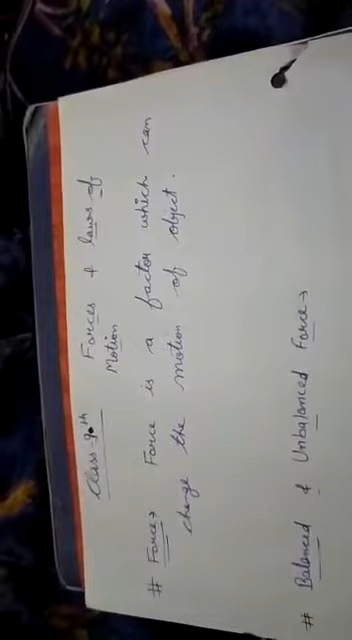 Class-9th Forces & laws of
Motion
# Force→ Force is a factor which can
change the motion of object.
# Balanced & Unbalanced Force→